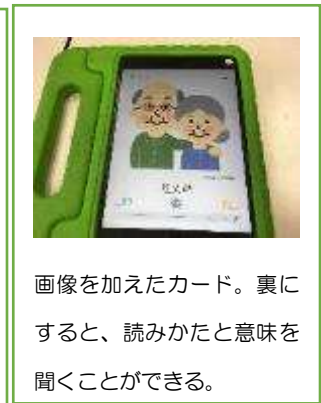 画像を加えたカード。裏に
すると、読みかたと意味を
聞くことができる。